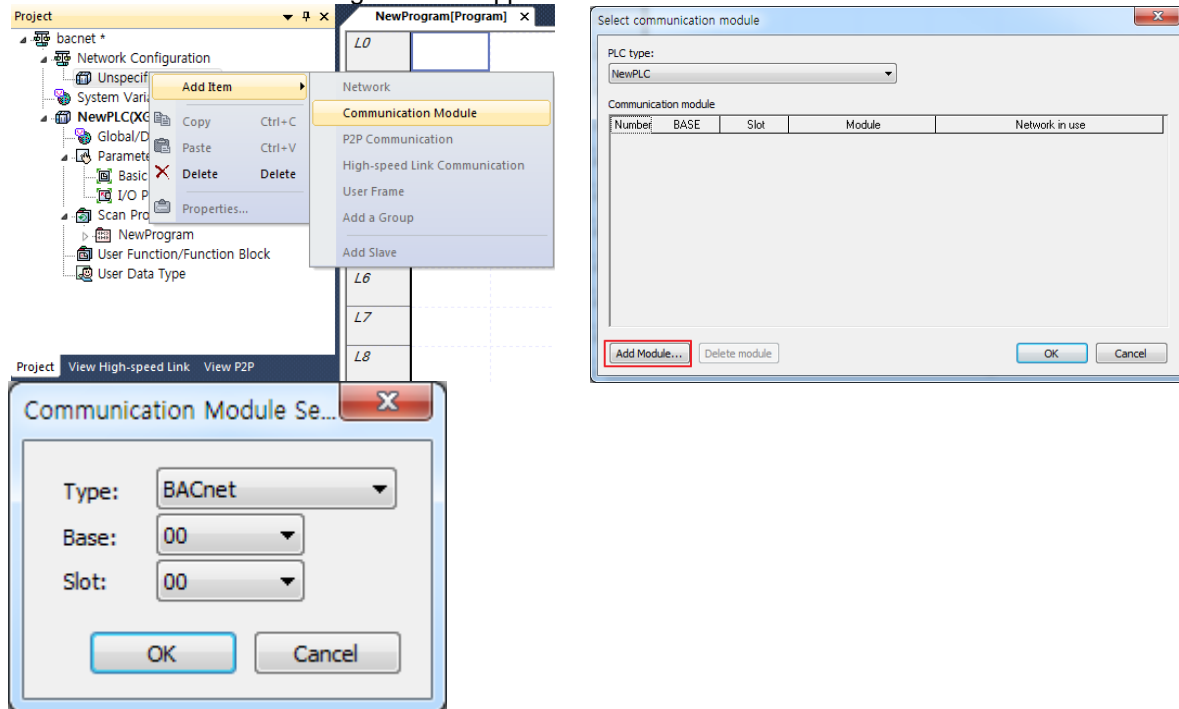 Project
bacnet *
Network Configuration
Unspecif
System Vari
NewPLC(XG
Global/D
Paramete
Basic
I/O P
Scan Pro
NewProgram
User Function/Function Block
User Data Type
Project View High-speed Link View P2P
Add Item
Copy Ctrl+C
Paste Ctrl+V
Delete Delete
Properties...
Network
Communication Module
P2P Communication
High-speed Link Communication
User Frame
Add a Group
Add Slave
NewProgram[Program]
L0
L6
L7
L8
Select communication module
PLC type:
NewPLC
Communication module
Number BASE Slot Module Network in use
Add Module... Delete module OK Cancel
Communication Module Se...
Type: BACnet
Base: 00
Slot: 00
OK Cancel